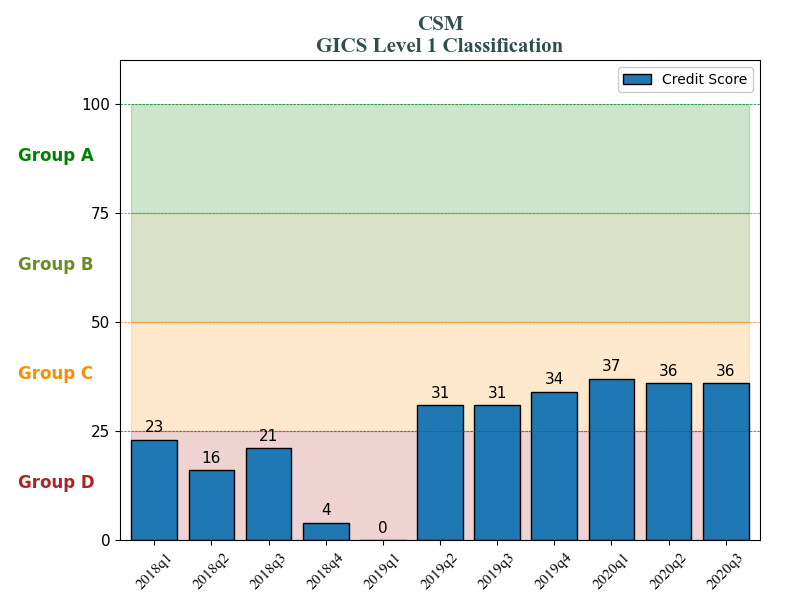 CSM
GICS Level 1 Classification
Credit Score
100
Group A
75
Group B
50
Group C
37
36
36
34
31
31
25
23
21
16
Group D
4
0
0
2018q1
2018q2
2018q3
2018q4
2019q1
2019q2
2019q3
2019q4
2020q1
2020q2
2020q3